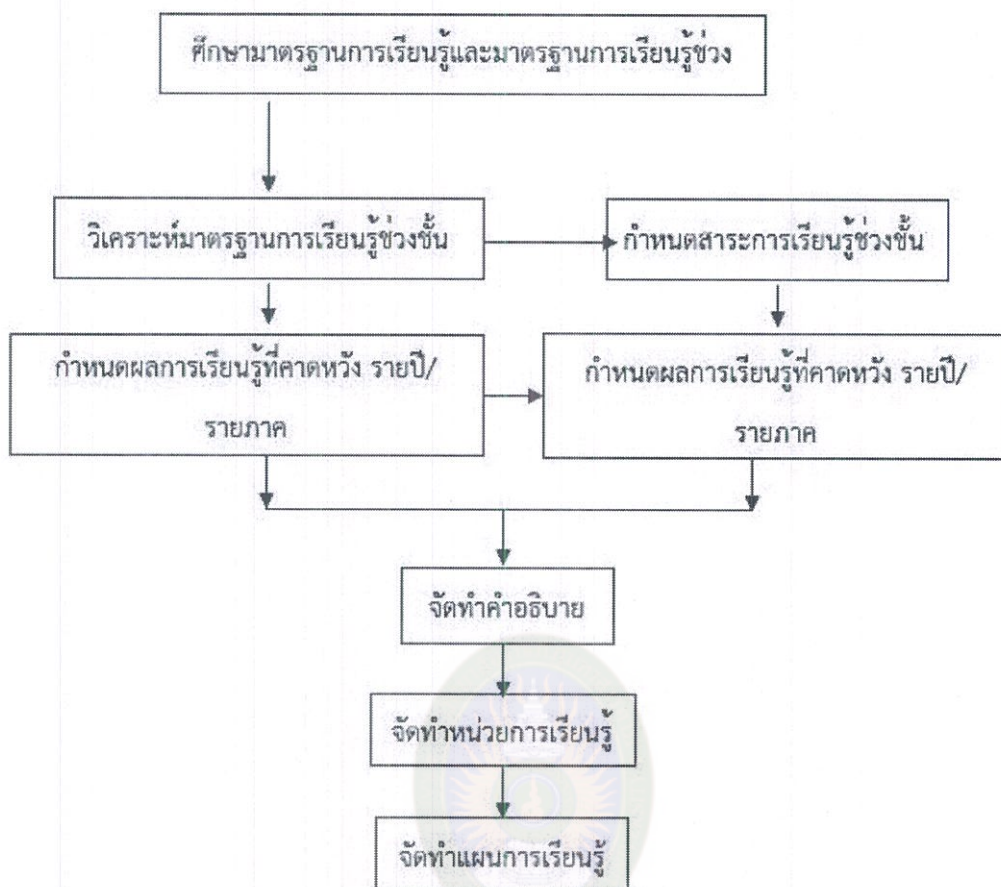 ศึกษามาตรฐานการเรียนรู้และมาตรฐานการเรียนรู้ช่วง
วิเคราะห์มาตรฐานการเรียนรู้ช่วงชั้น
กำหนดสาระการเรียนรู้ช่วงชั้น
กำหนดผลการเรียนรู้ที่คาดหวัง รายปี/
รายภาค
กำหนดผลการเรียนรู้ที่คาดหวัง รายปี/
รายภาค
จัดทำคำอธิบาย
จัดทำหน่วยการเรียนรู้
จัดทำแผนการเรียนรู้